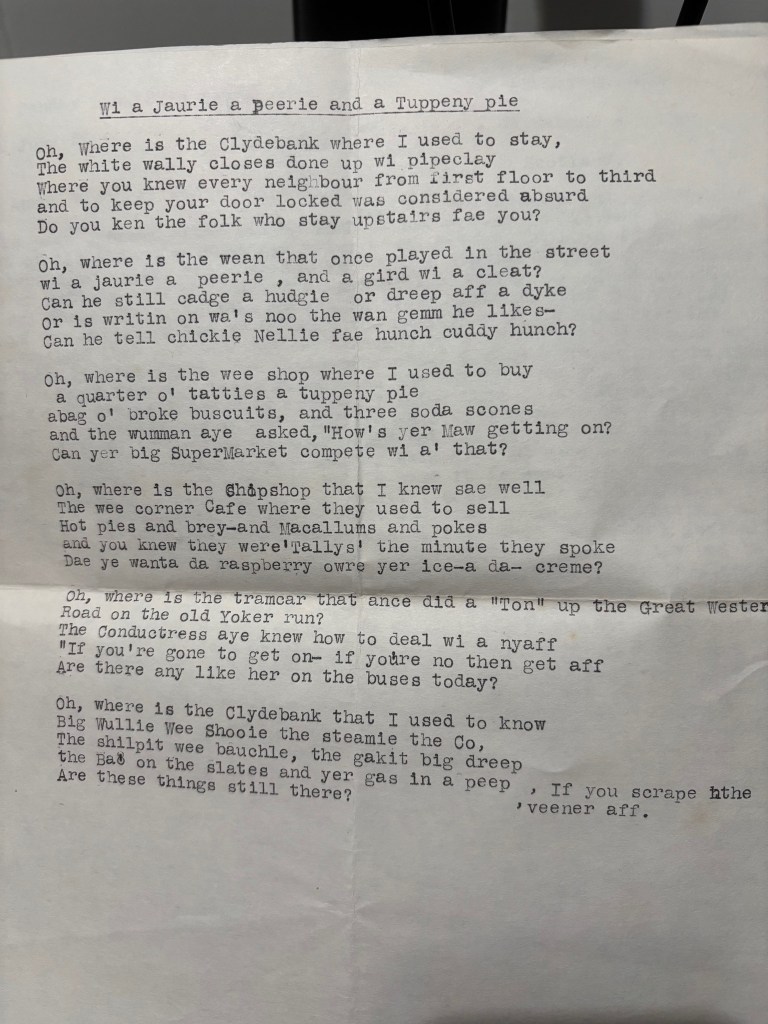 Wi a Jaurie a peerie and a Tuppeny pie
Oh, Where is the Clydebank where I used to stay,
The white wally closes done up wi pipeclay
Where you knew every neighbour from first floor to third
and to keep your door locked was considered absurd
Do you ken the folk who stay upstairs fae you?
Oh, where is the wean that once played in the street
wi a jaurie a peerie , and a gird wi a cleat?
Can he still cadge a hudgie or dreep aff a dyke
Or is writin on wa's noo the wan gemm he likes-
Can he tell chickie Nellie fae hunch cuddy hunch?
Oh, where is the wee shop where I used to buy
a quarter o' tatties a tuppeny pie
abag o' broke buscuits, and three soda scones
and the wumman aye asked,"How's yer Maw getting on?
Can yer big SuperMarket compete wi a' that?
Oh, where is the Chipshop that I knew sae well
The wee corner Cafe where they used to sell
Hot pies and brey-and Macallums and pokes
and you knew they were'Tallys' the minute they spoke
Dae ye wanta da raspberry owre yer ice-a da- creme?
Oh, where is the tramcar that ance did a "Ton" up the Great Wester
Road on the old Yoker run?
The Conductress aye knew how to deal wi a nyaff
"If you're gone to get on- if you're no then get aff
Are there any like her on the buses today?
Oh, where is the Clydebank that I used to know
Big Wullie Wee Shooie the steamie the Co,
The shilpit wee bauchle, the gakit big dreep
the Ba on the slates and yer gas in a peep
Are these things still there? , If you scrape the
'veener aff.